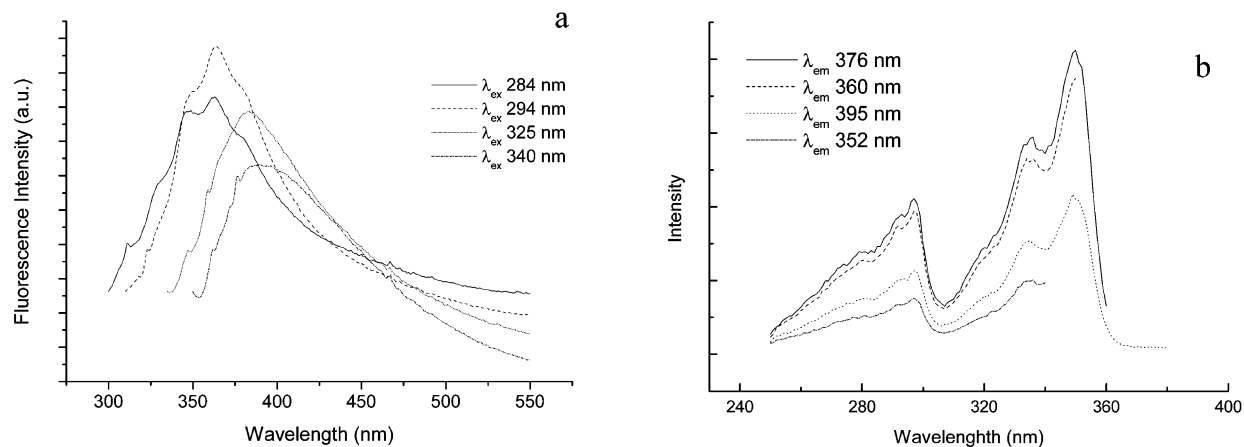 a
Fluorescence Intensity (a.u.)
λex 284 nm
λex 294 nm
λex 325 nm
λex 340 nm
300 350 400 450 500 550
Wavelength (nm)
b
Intensity
λem 376 nm
λem 360 nm
λem 395 nm
λem 352 nm
240 280 320 360 400
Wavelenghth (nm)